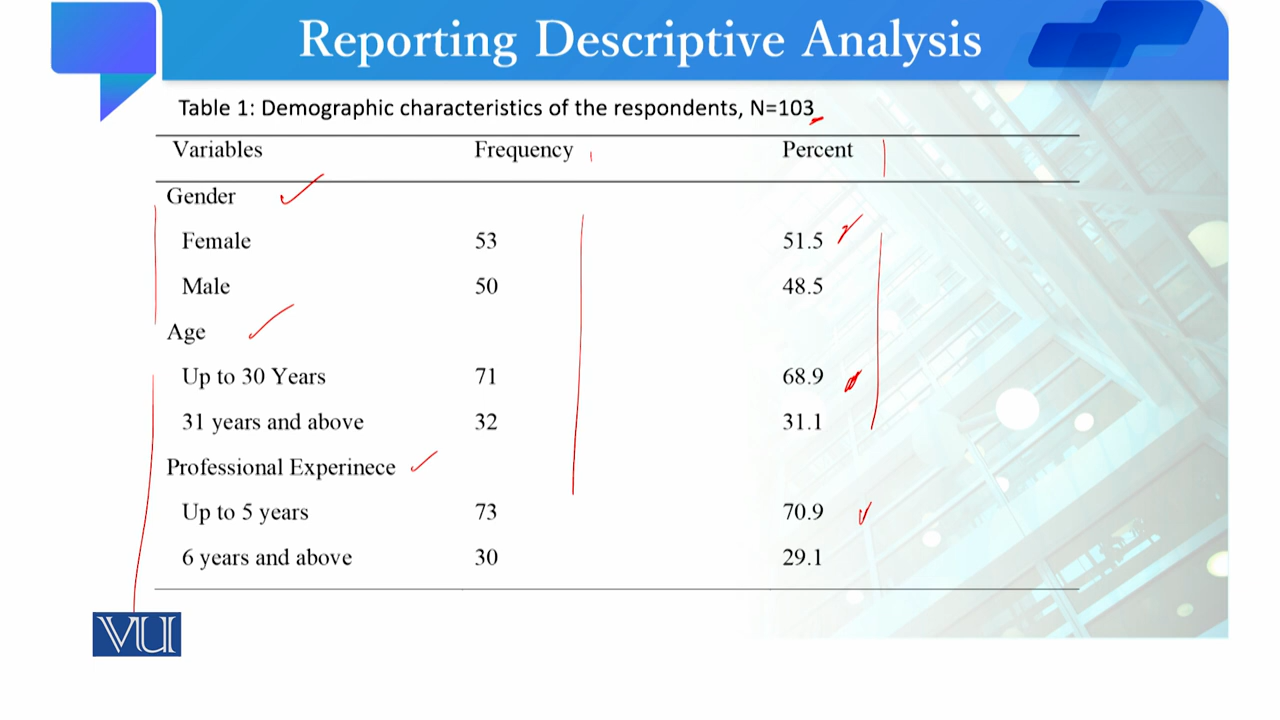 Reporting Descriptive Analysis
Table 1: Demographic characteristics of the respondents, N=103
Variables Frequency Percent
Gender
Female 53 51.5
Male 50 48.5
Age
Up to 30 Years 71 68.9
31 years and above 32 31.1
Professional Experinece
Up to 5 years 73 70.9
6 years and above 30 29.1
VU